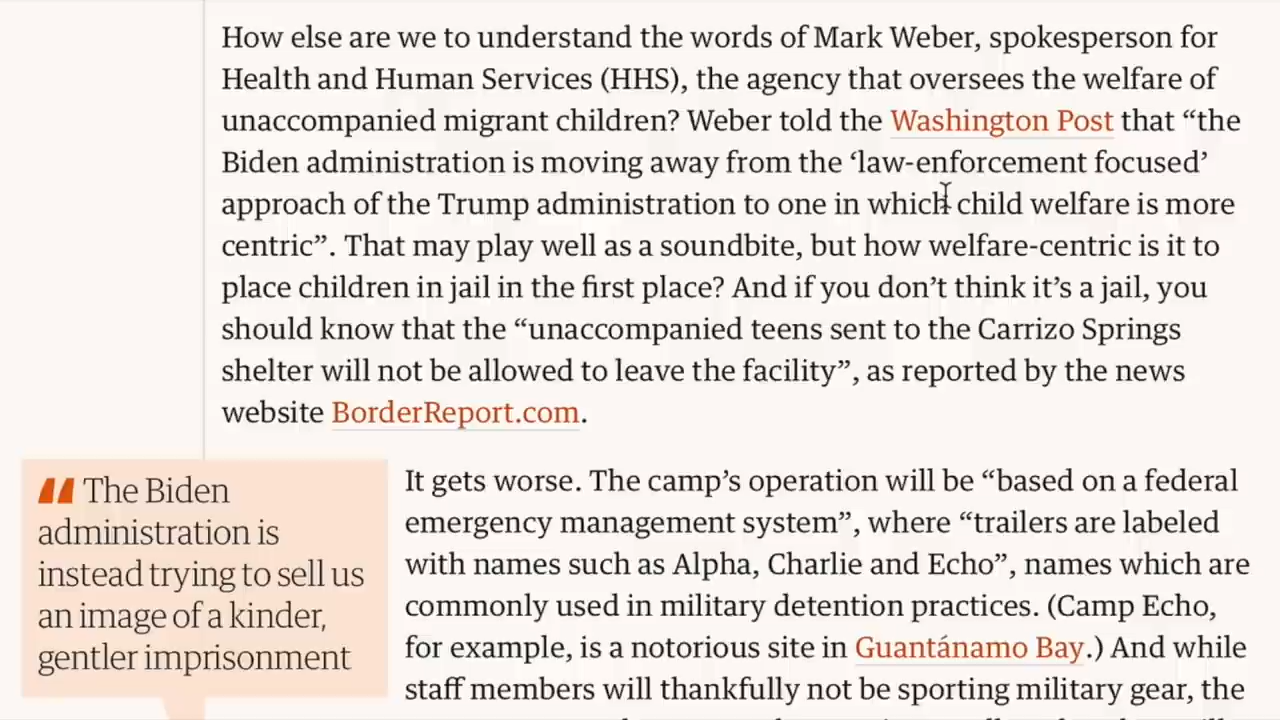 How else are we to understand the words of Mark Weber, spokesperson for
Health and Human Services (HHS), the agency that oversees the welfare of
unaccompanied migrant children? Weber told the Washington Post that “the
Biden administration is moving away from the ‘law-enforcement focused’
approach of the Trump administration to one in which child welfare is more
centric”. That may play well as a soundbite, but how welfare-centric is it to
place children in jail in the first place? And if you don’t think it’s a jail, you
should know that the “unaccompanied teens sent to the Carrizo Springs
shelter will not be allowed to leave the facility”, as reported by the news
website BorderReport.com.
The Biden
administration is
instead trying to sell us
an image of a kinder,
gentler imprisonment
It gets worse. The camp’s operation will be “based on a federal
emergency management system”, where “trailers are labeled
with names such as Alpha, Charlie and Echo”, names which are
commonly used in military detention practices. (Camp Echo,
for example, is a notorious site in Guantánamo Bay.) And while
staff members will thankfully not be sporting military gear, the